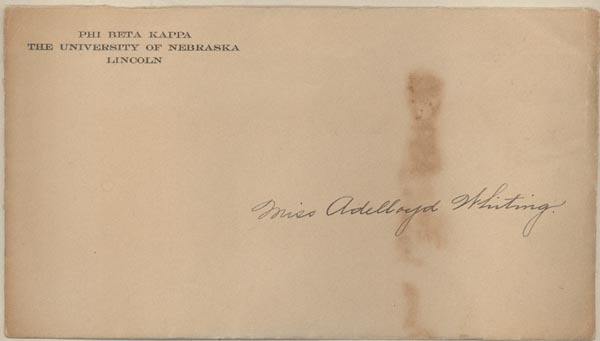 PHI BETA KAPPA
THE UNIVERSITY OF NEBRASKA
LINCOLN
Miss Adelloyd Whiting.